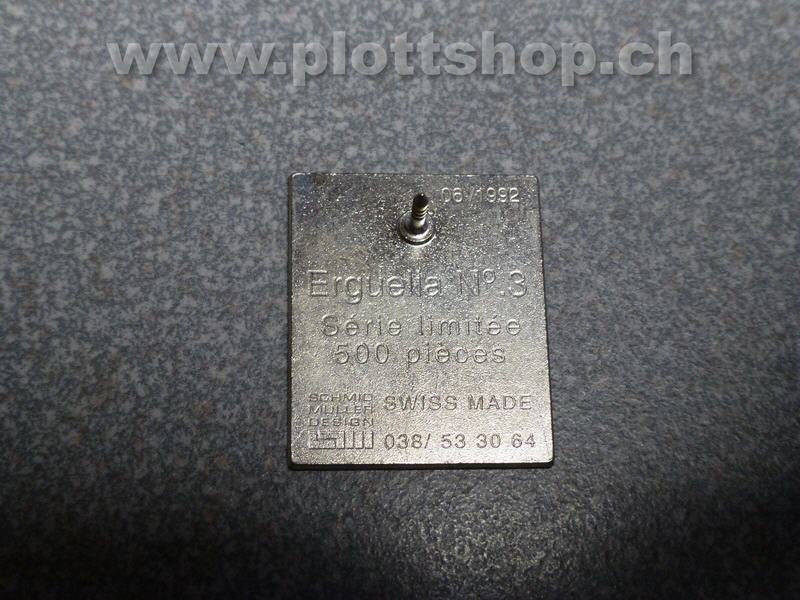 www.plottshop.ch
06/1992
Erguella Nº.3
Série limitée
500 pièces
SCHMID
MULLER
DESIGN
SWISS MADE
038/ 53 30 64